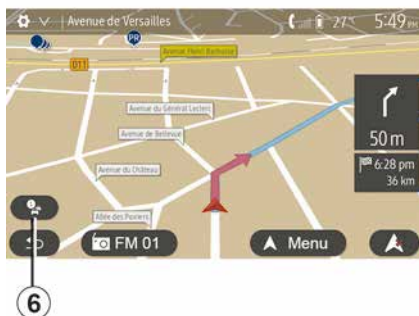 Avenue de Versailles
27°
5:49 PM
PR
Avenue Henri Barbusse
D11
Avenue du Général Leclerc
50 m
Avenue de Bellevue
6:28 pm
36 km
Avenue du Château
Allée des Poiriers
FM 01
Menu
6